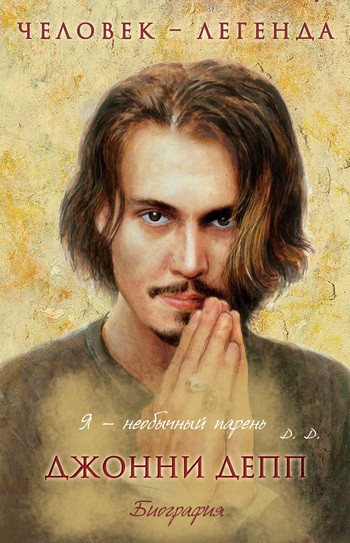 ЧЕЛОВЕК – ЛЕГЕНДА
Я – необычный парень
Д. Д.
ДЖОННИ ДЕПП
Биография